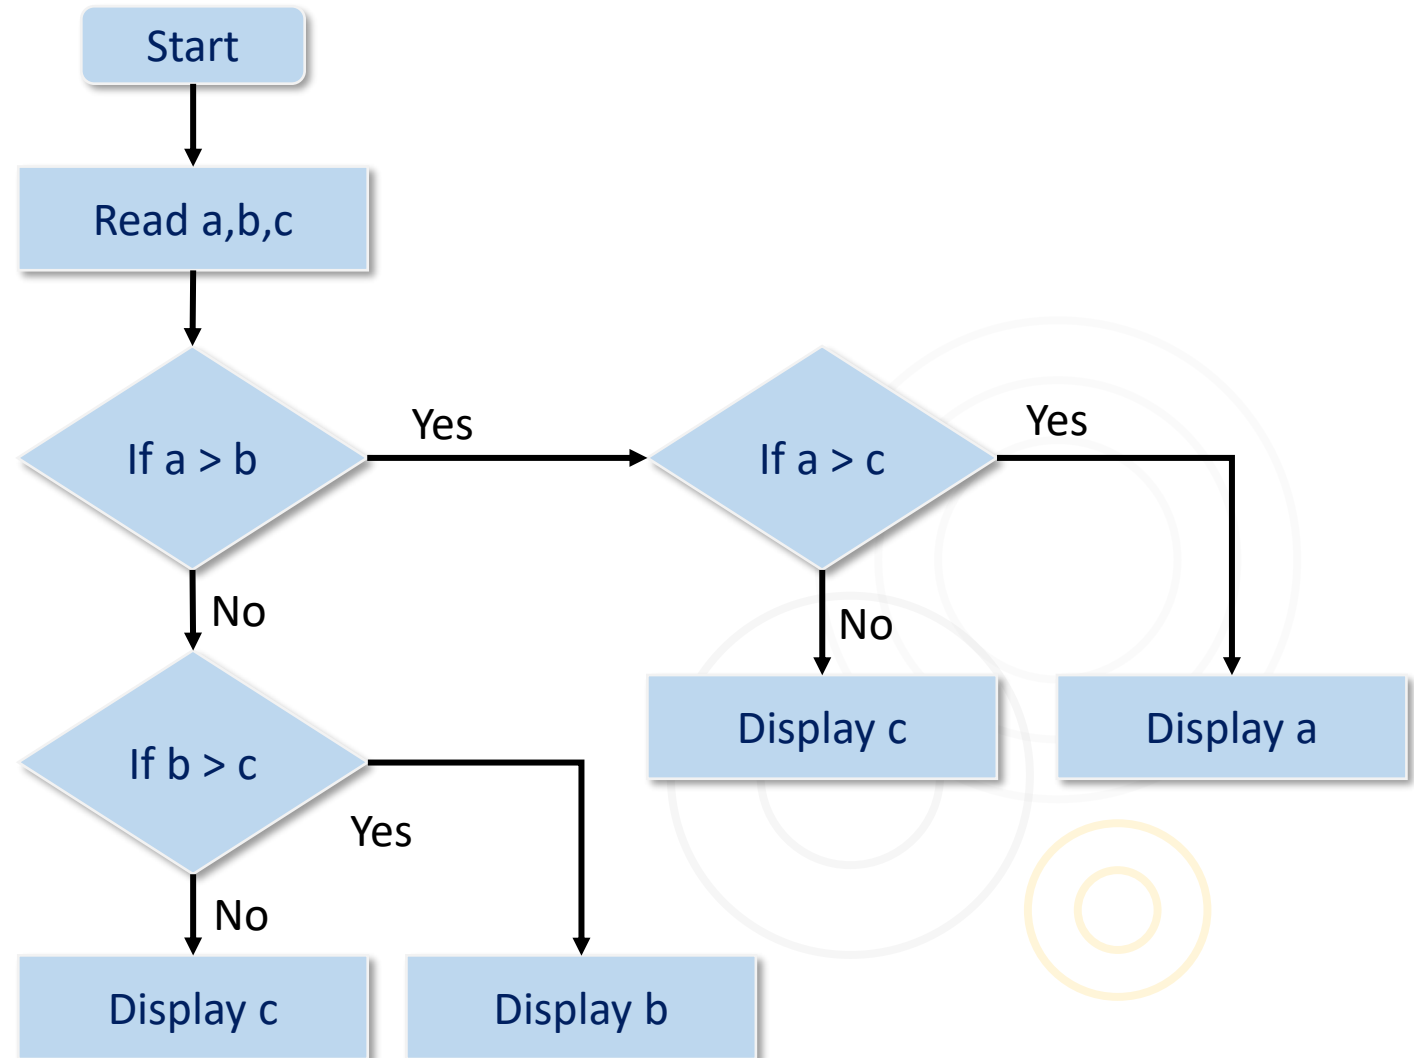 Start
Read a,b,c
If a > b
Yes
If a > c
Yes
No
No
Display c
Display a
If b > c
Yes
No
Display c
Display b